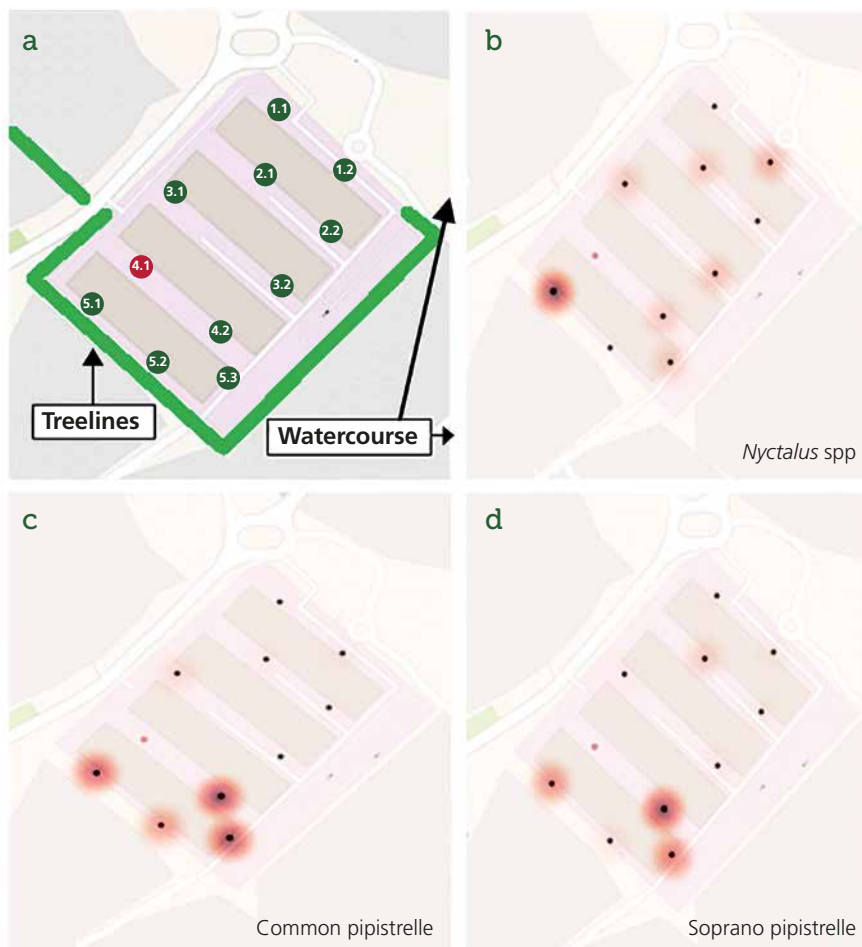 a
b
1.1
1.2
2.1
3.1
2.2
4.1
3.2
5.1
4.2
5.2
5.3
Treelines
Watercourse
Nyctalus spp
c
d
Common pipistrelle
Soprano pipistrelle